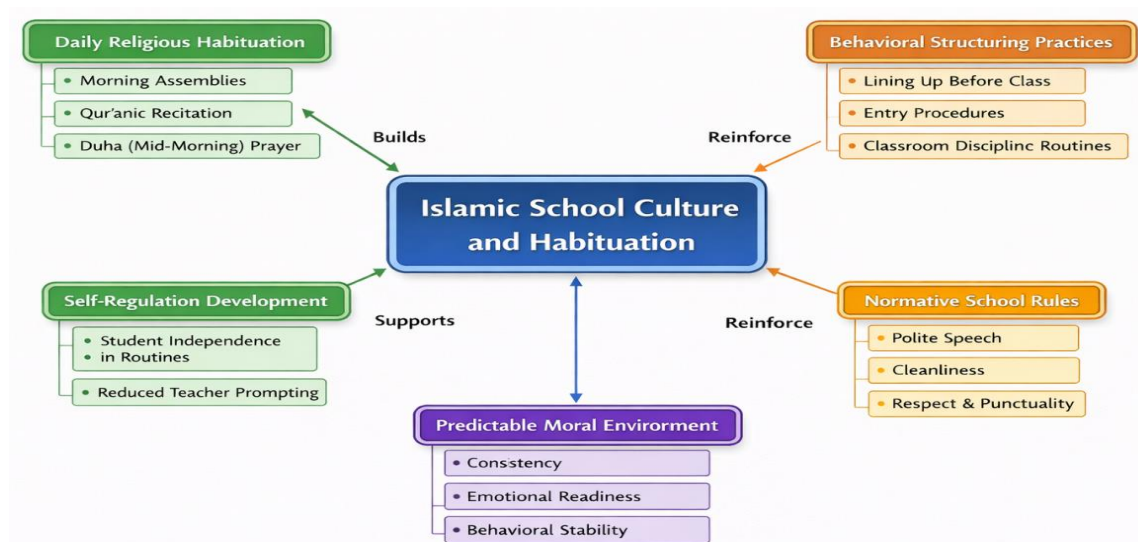 Daily Religious Habituation
• Morning Assemblies
• Qur'anic Recitation
• Duha (Mid-Morning) Prayer
Behavioral Structuring Practices
• Lining Up Before Class
• Entry Procedures
• Classroom Disciplinc Routines
Builds
Reinforce
Islamic School Culture
and Habituation
Self-Regulation Development
• Student Independence
• in Routines
• Reduced Teacher Prompting
Supports
Reinforce
Normative School Rules
• Polite Speech
• Cleanliness
• Respect & Punctuality
Predictable Moral Envirorment
• Consistency
• Emotional Readiness
• Behavioral Stability